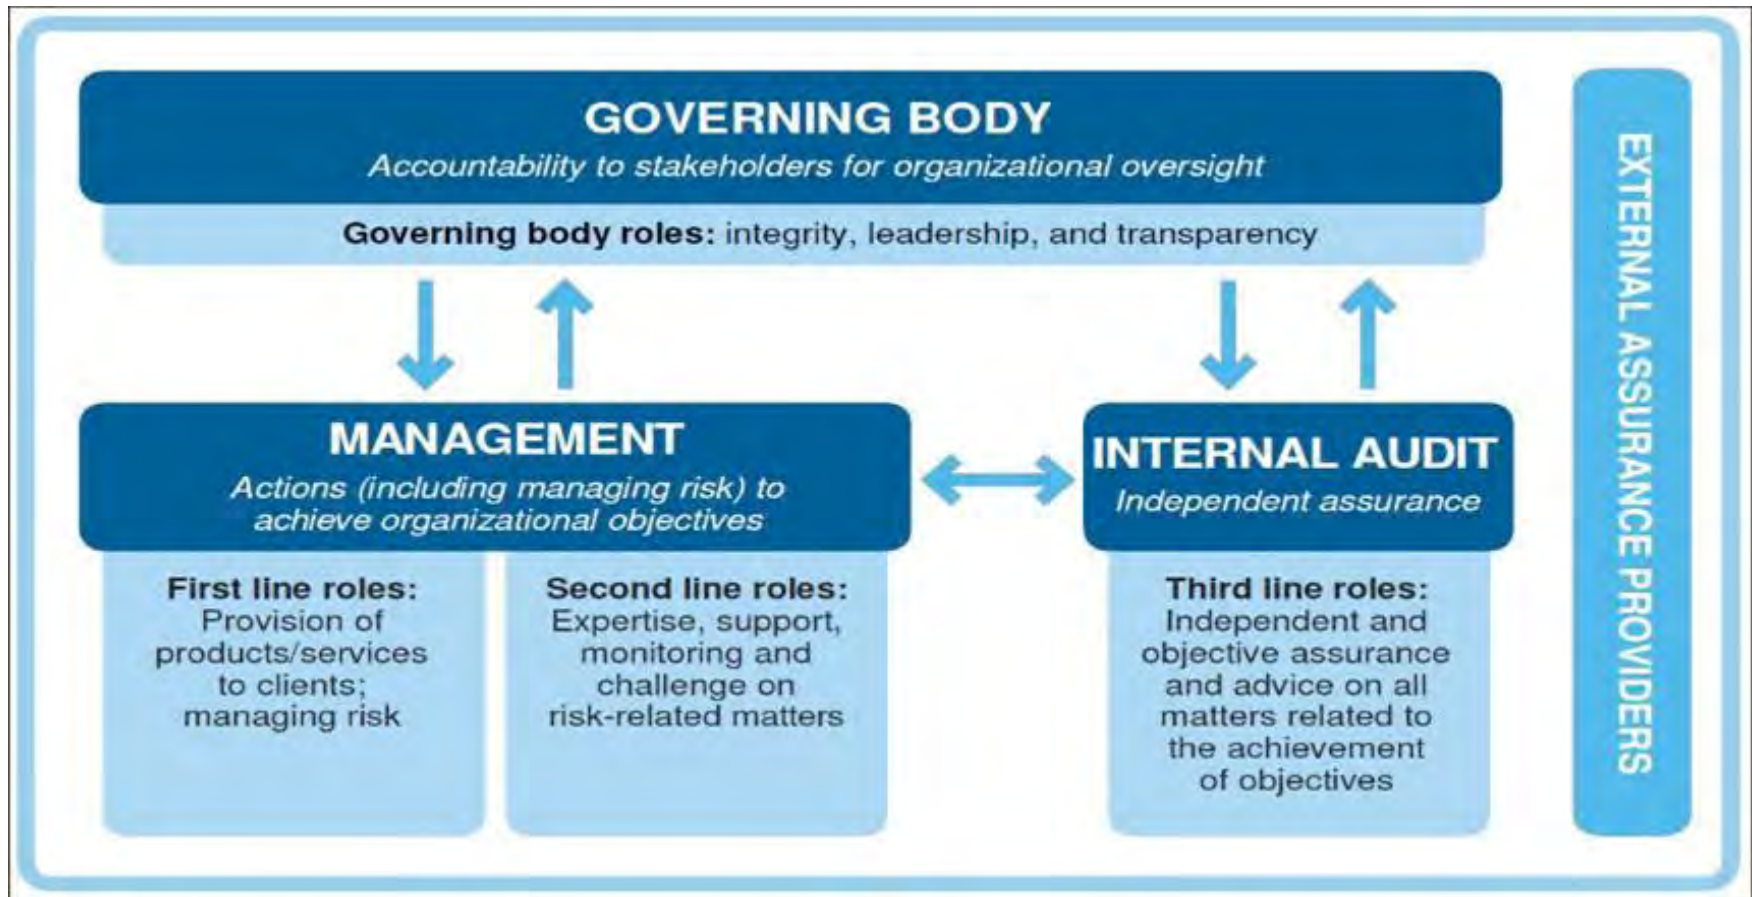 GOVERNING BODY
Accountability to stakeholders for organizational oversight
Governing body roles: integrity, leadership, and transparency
MANAGEMENT
Actions (including managing risk) to
achieve organizational objectives
First line roles:
Provision of
products/services
to clients;
managing risk
Second line roles:
Expertise, support,
monitoring and
challenge on
risk-related matters
INTERNAL AUDIT
Independent assurance
Third line roles:
Independent and
objective assurance
and advice on all
matters related to
the achievement
of objectives
EXTERNAL ASSURANCE PROVIDERS